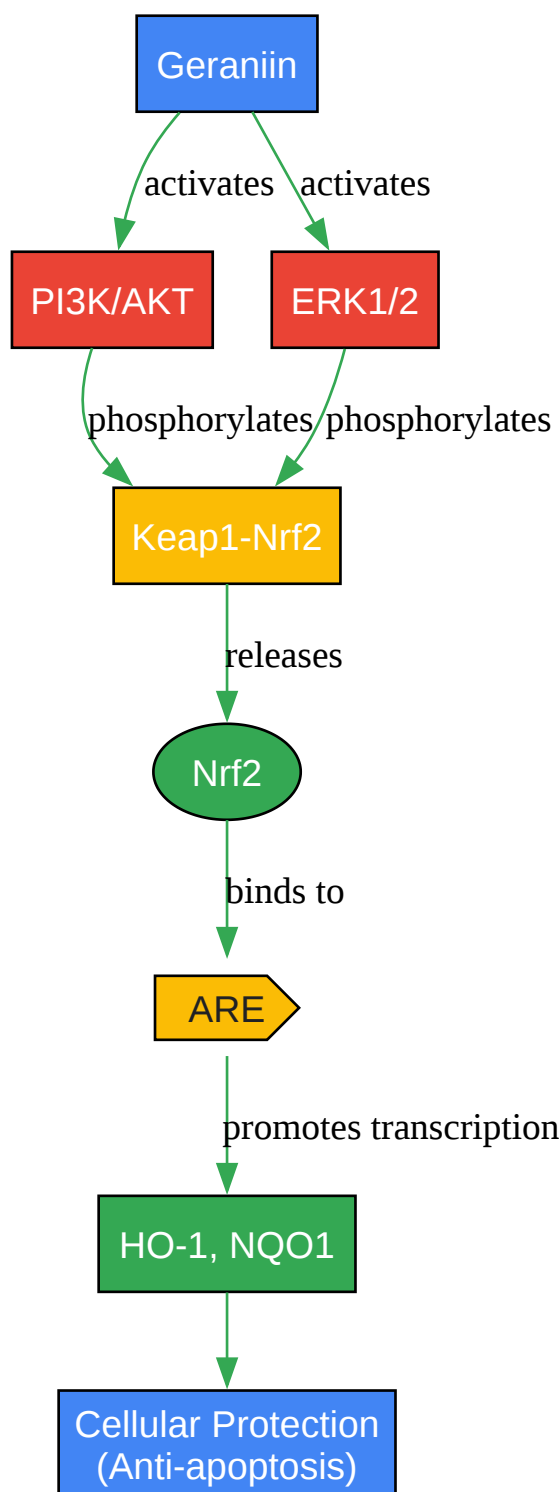 Geraniin
activates activates
PI3K/AKT ERK1/2
phosphorylates phosphorylates
Keap1-Nrf2
releases
Nrf2
binds to
ARE
promotes transcription
HO-1, NQO1
Cellular Protection
(Anti-apoptosis)